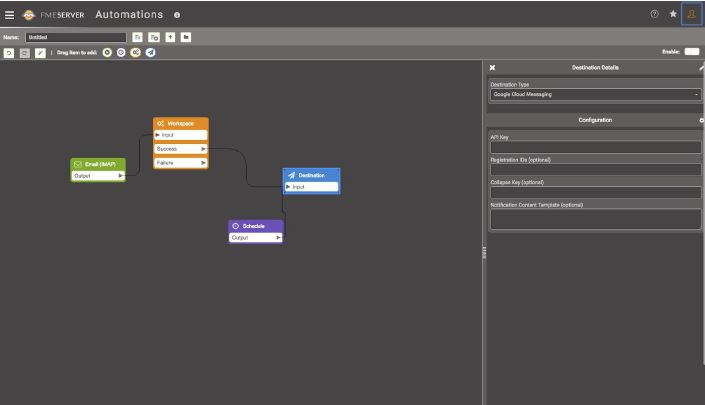 FMESERVER Automations
Name: Untitled
Drag item to add:
Enable:
Destination Details
Destination Type
Google Cloud Messaging
Configuration
API Key
Registration IDs (optional)
Collapse Key (optional)
Notification Content Template (optional)
Workspace
Input
Success
Failure
Email (IMAP)
Output
Destination
Input
Schedule
Output